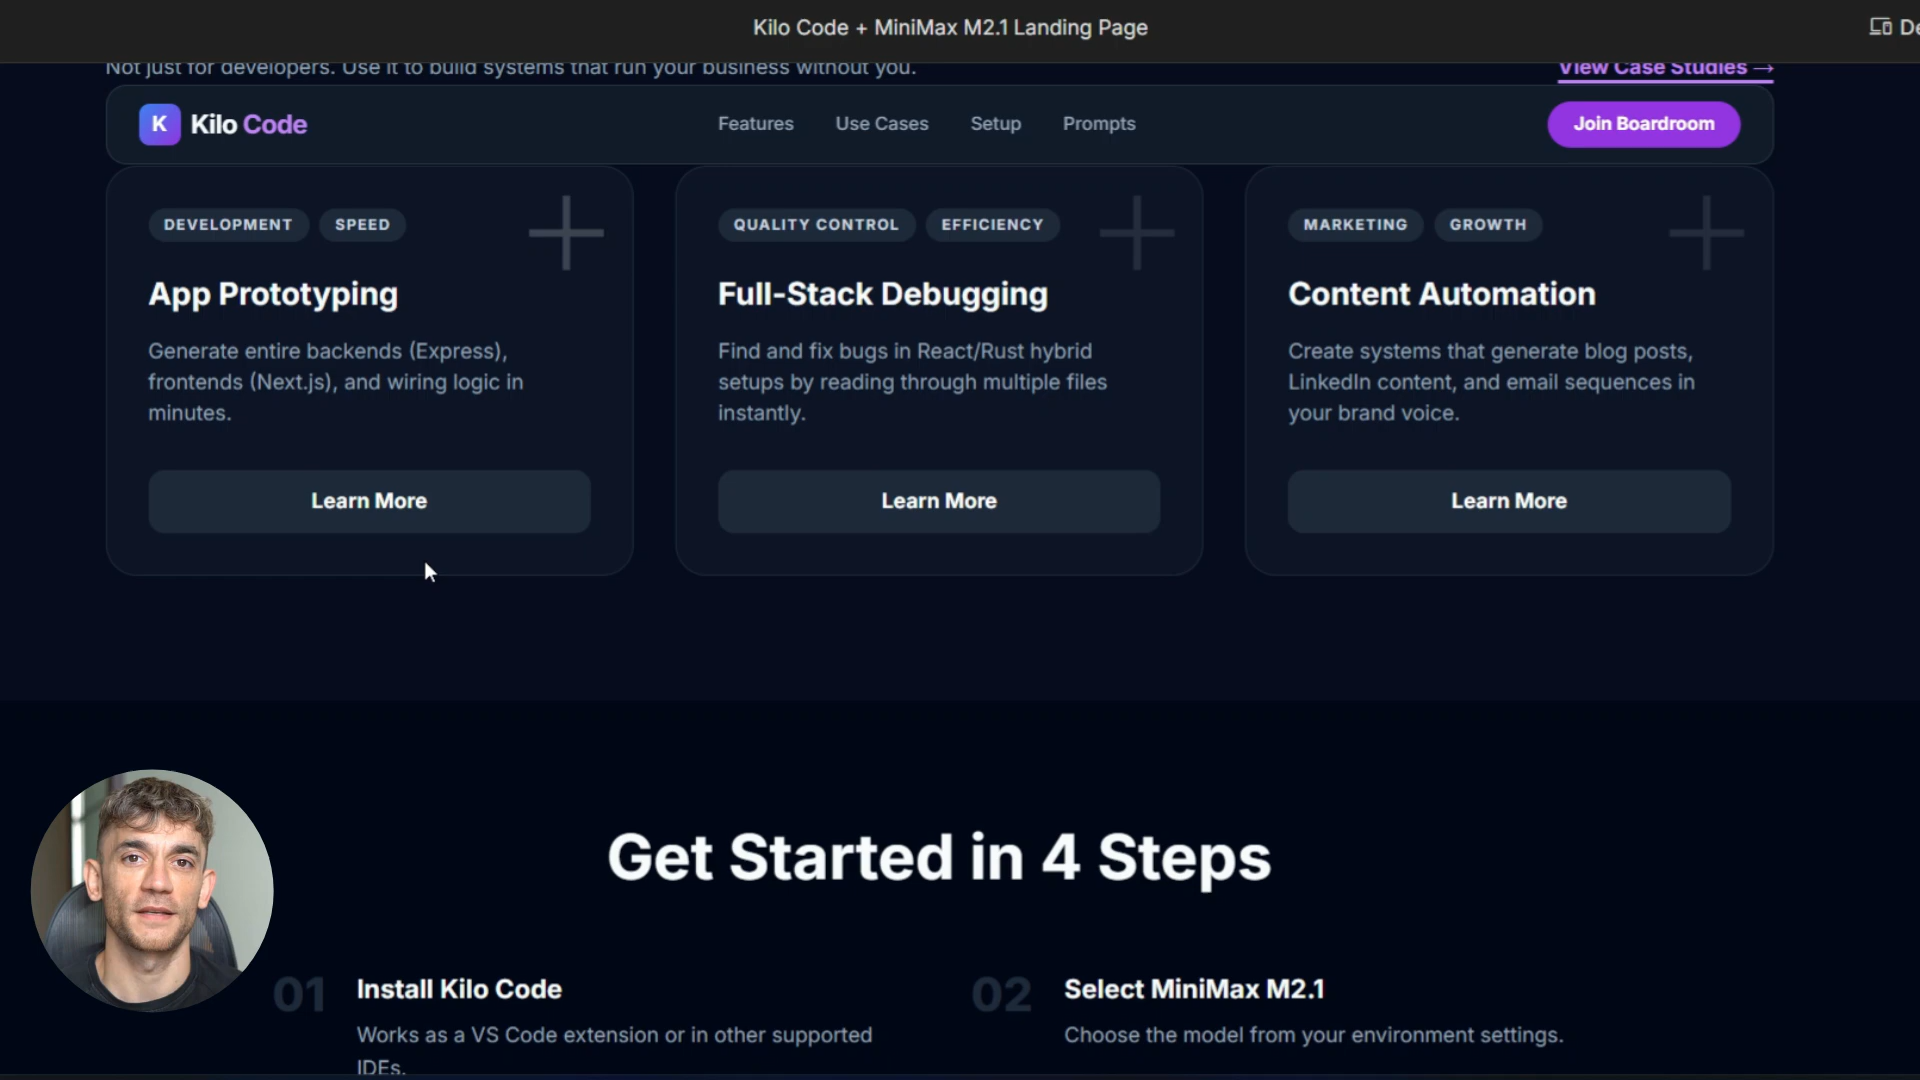 Kilo Code + MiniMax M2.1 Landing Page
De
Not just for developers. Use it to build systems that run your business without you.
View Case Studies →
K Kilo Code
Features Use Cases Setup Prompts
Join Boardroom
DEVELOPMENT SPEED
App Prototyping
Generate entire backends (Express),
frontends (Next.js), and wiring logic in
minutes.
Learn More
QUALITY CONTROL EFFICIENCY
Full-Stack Debugging
Find and fix bugs in React/Rust hybrid
setups by reading through multiple files
instantly.
Learn More
MARKETING GROWTH
Content Automation
Create systems that generate blog posts,
LinkedIn content, and email sequences in
your brand voice.
Learn More
Get Started in 4 Steps
01 Install Kilo Code
Works as a VS Code extension or in other supported
IDEs.
02 Select MiniMax M2.1
Choose the model from your environment settings.